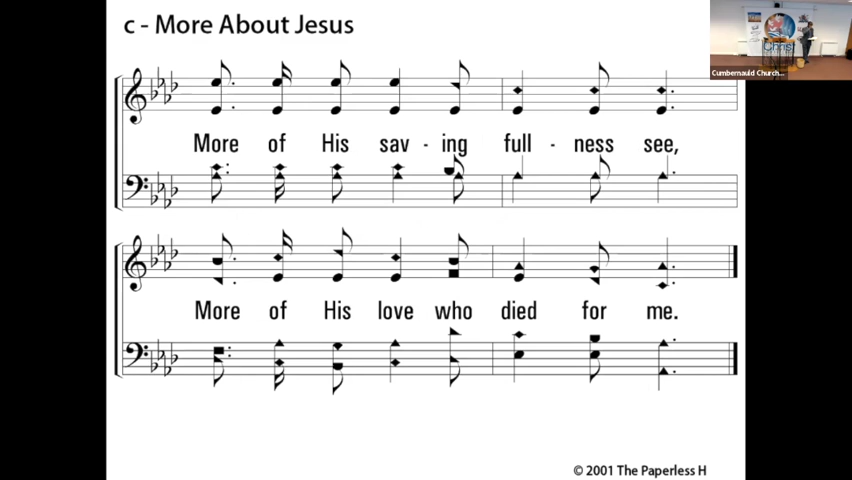 c - More About Jesus
Cumbernauld Church...
Christ
More of His sav - ing full - ness see,
More of His love who died for me.
© 2001 The Paperless H